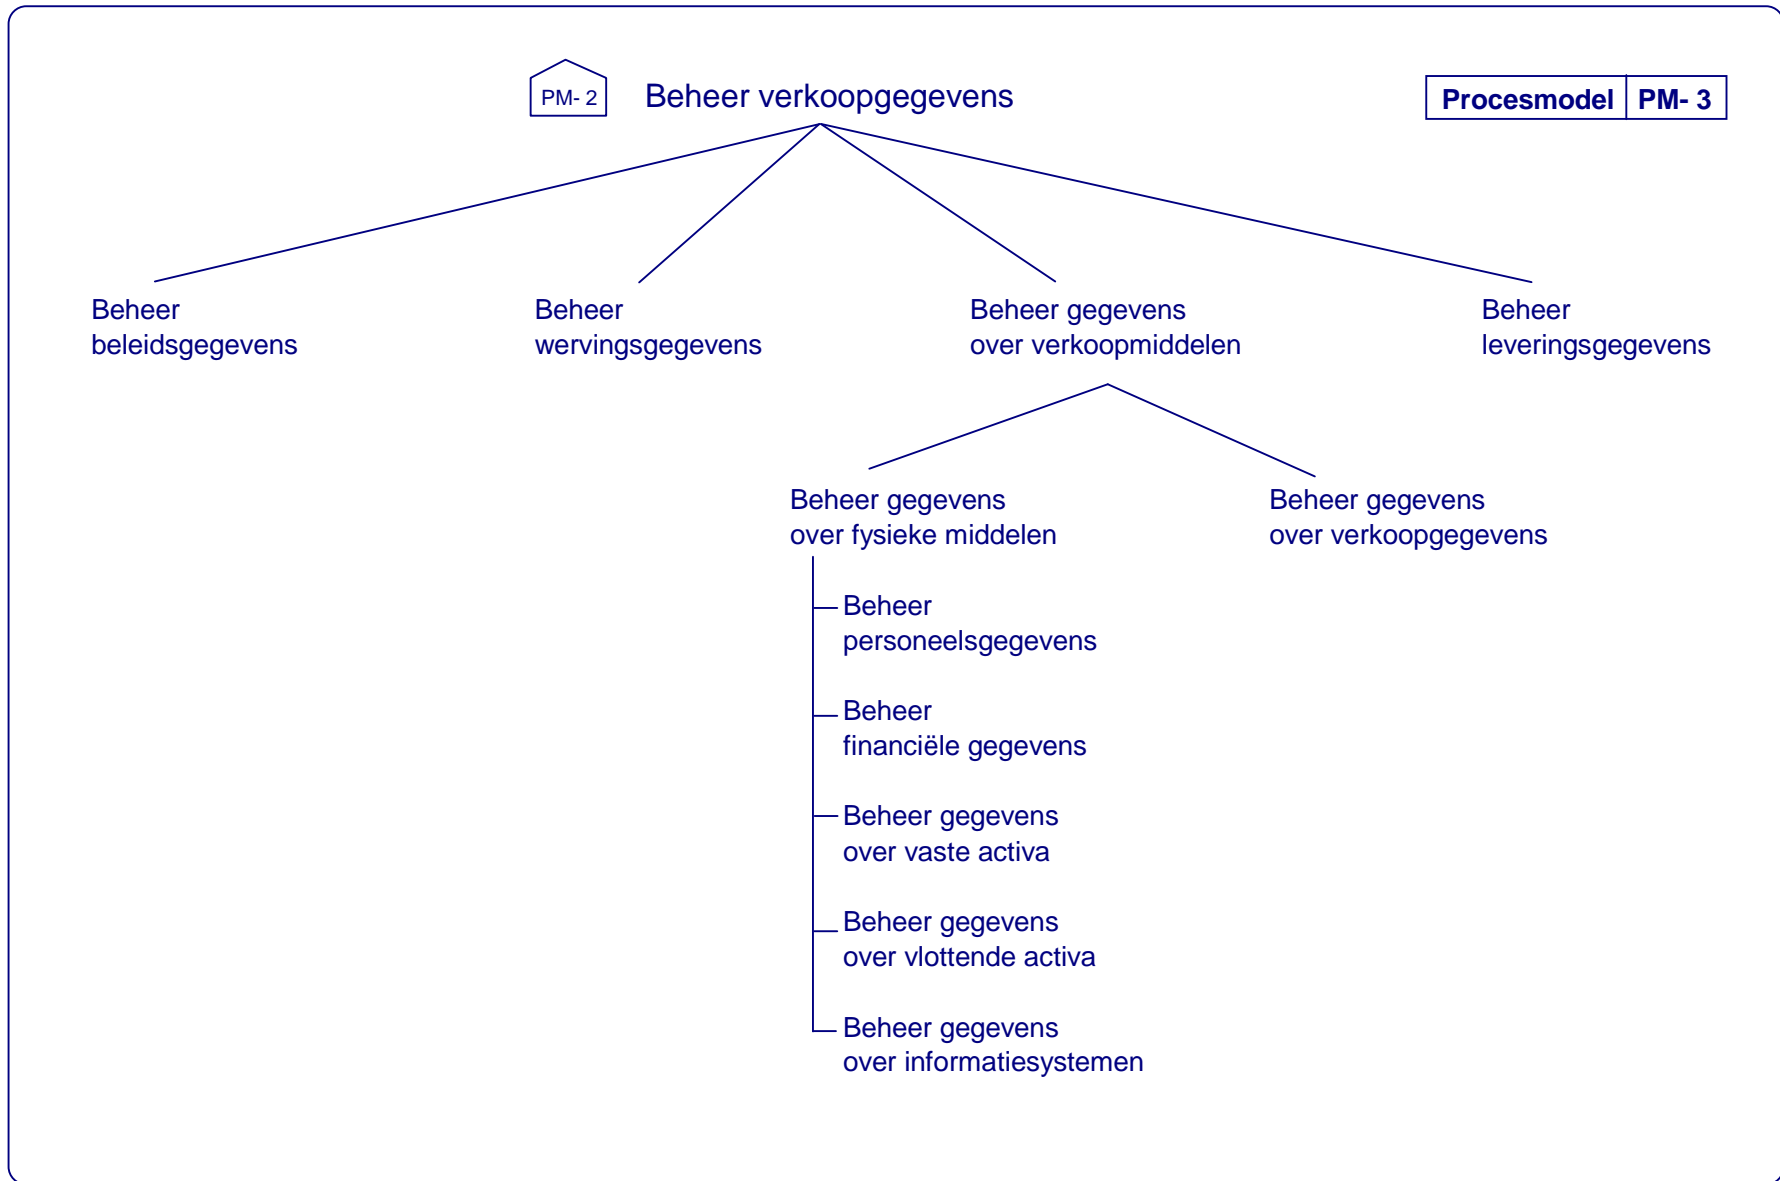 PM- 2
Beheer verkoopgegevens
Procesmodel PM- 3
Beheer
beleidsgegevens
Beheer
wervingsgegevens
Beheer gegevens
over verkoopmiddelen
Beheer
leveringsgegevens
Beheer gegevens
over fysieke middelen
Beheer gegevens
over verkoopgegevens
Beheer
personeelsgegevens
Beheer
financiële gegevens
Beheer gegevens
over vaste activa
Beheer gegevens
over vlottende activa
Beheer gegevens
over informatiesystemen